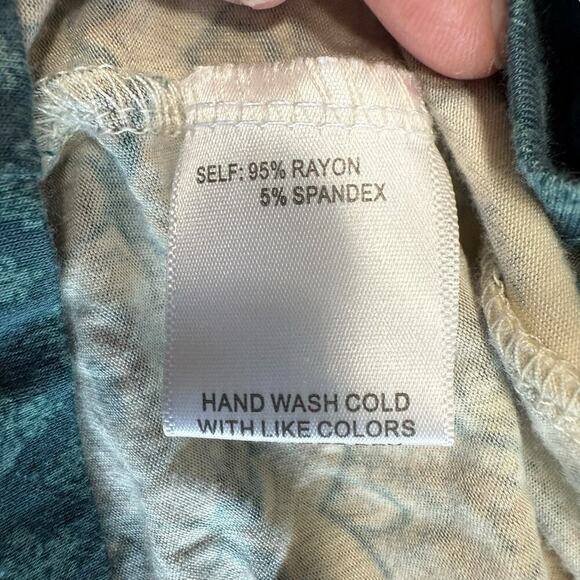 SELF: 95% RAYON
5% SPANDEX
HAND WASH COLD
WITH LIKE COLORS